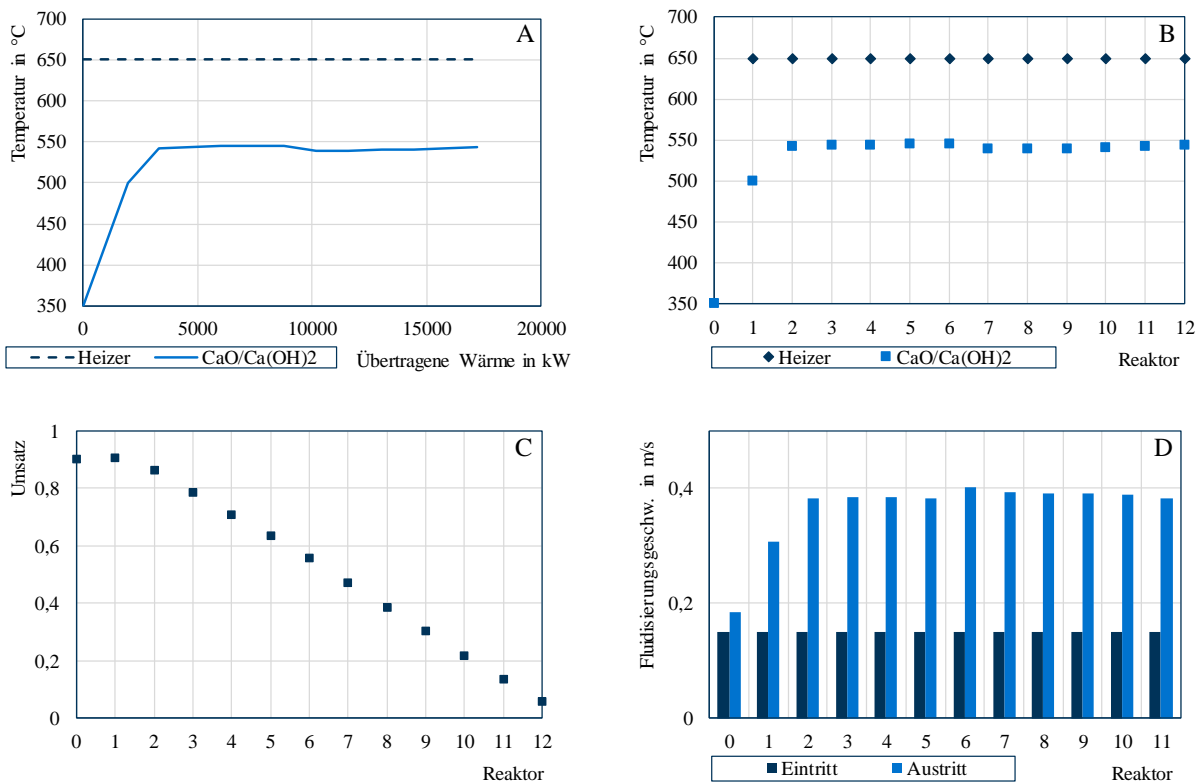 A
Temperatur in °C
700
650
600
550
500
450
400
350
0 5000 10000 15000 20000
Heizer CaO/Ca(OH)2 Übertragene Wärme in kW
B
Temperatur in °C
700
650
600
550
500
450
400
350
0 1 2 3 4 5 6 7 8 9 10 11 12
Heizer CaO/Ca(OH)2 Reaktor
C
Umsatz
1
0,8
0,6
0,4
0,2
0
0 1 2 3 4 5 6 7 8 9 10 11 12
Reaktor
D
Fluidisierungsgeschw. in m/s
0,4
0,2
0
0 1 2 3 4 5 6 7 8 9 10 11
Eintritt Austritt Reaktor